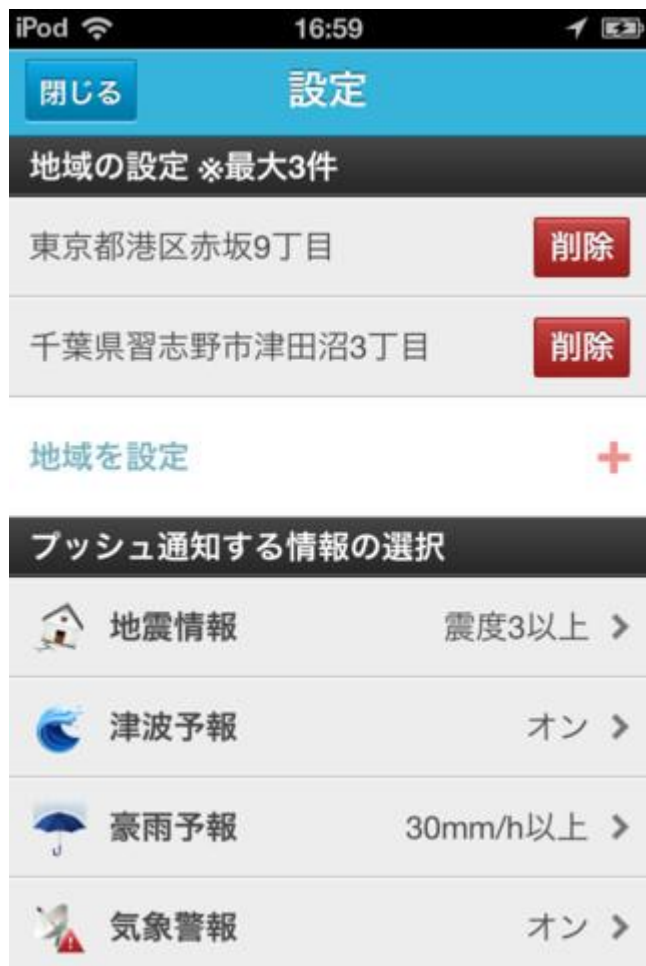 iPod 16:59
閉じる 設定
地域の設定 ※最大3件
東京都港区赤坂9丁目 削除
千葉県習志野市津田沼3丁目 削除
地域を設定 +
プッシュ通知する情報の選択
地震情報 震度3以上 >
津波予報 オン >
豪雨予報 30mm/h以上 >
気象警報 オン >